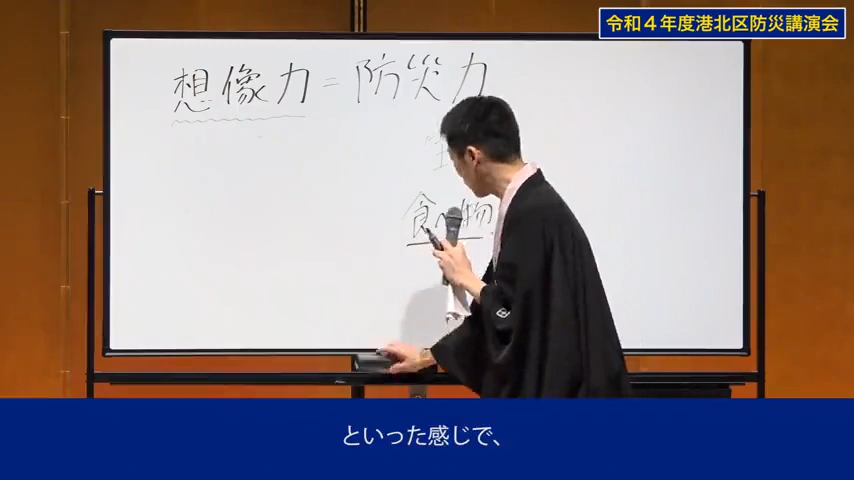 令和４年度港北区防災講演会
想像力=防災力
食べ物
といった感じで、